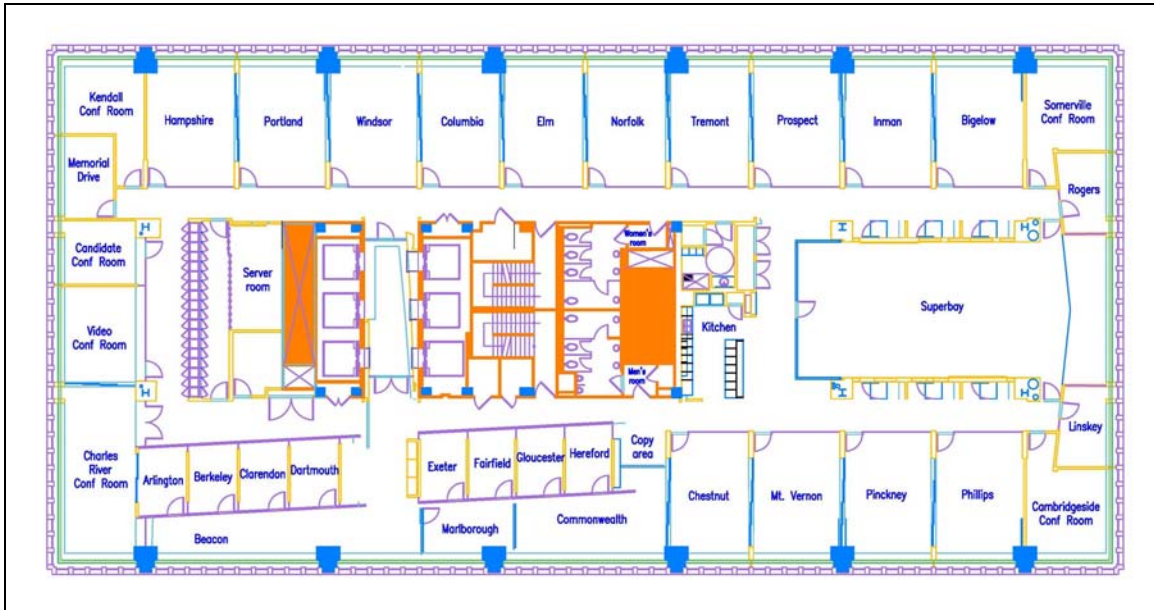 Kendall
Conf Room
Hampshire
Portland
Windsor
Columbia
Elm
Norfolk
Tremont
Prospect
Inman
Bigelow
Somerville
Conf Room
Memorial
Drive
Rogers
Candidate
Conf Room
Server
room
Women's
room
Superbay
Video
Conf Room
Kitchen
Men's
room
Charles
River
Conf Room
Arlington
Berkeley
Clarendon
Dartmouth
Exeter
Fairfield
Gloucester
Hereford
Copy
area
Linskey
Chestnut
Mt. Vernon
Pinckney
Phillips
Cambridgeside
Conf Room
Beacon
Marlborough
Commonwealth